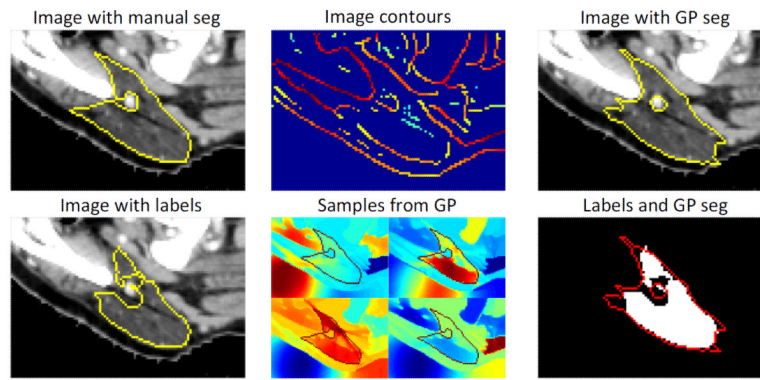 Image with manual seg
Image contours
Image with GP seg
Image with labels
Samples from GP
Labels and GP seg